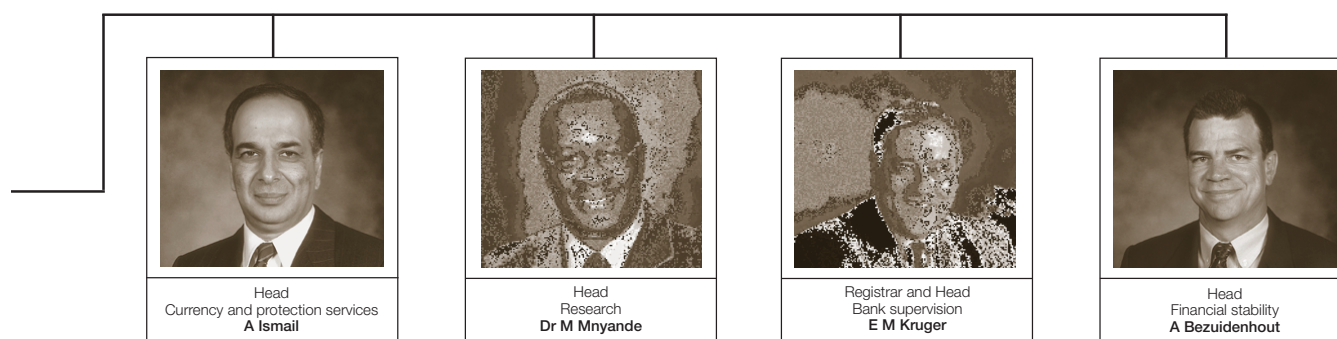 Head
Currency and protection services
A Ismail
Head
Research
Dr M Mnyande
Registrar and Head
Bank supervision
E M Kruger
Head
Financial stability
A Bezuidenhout